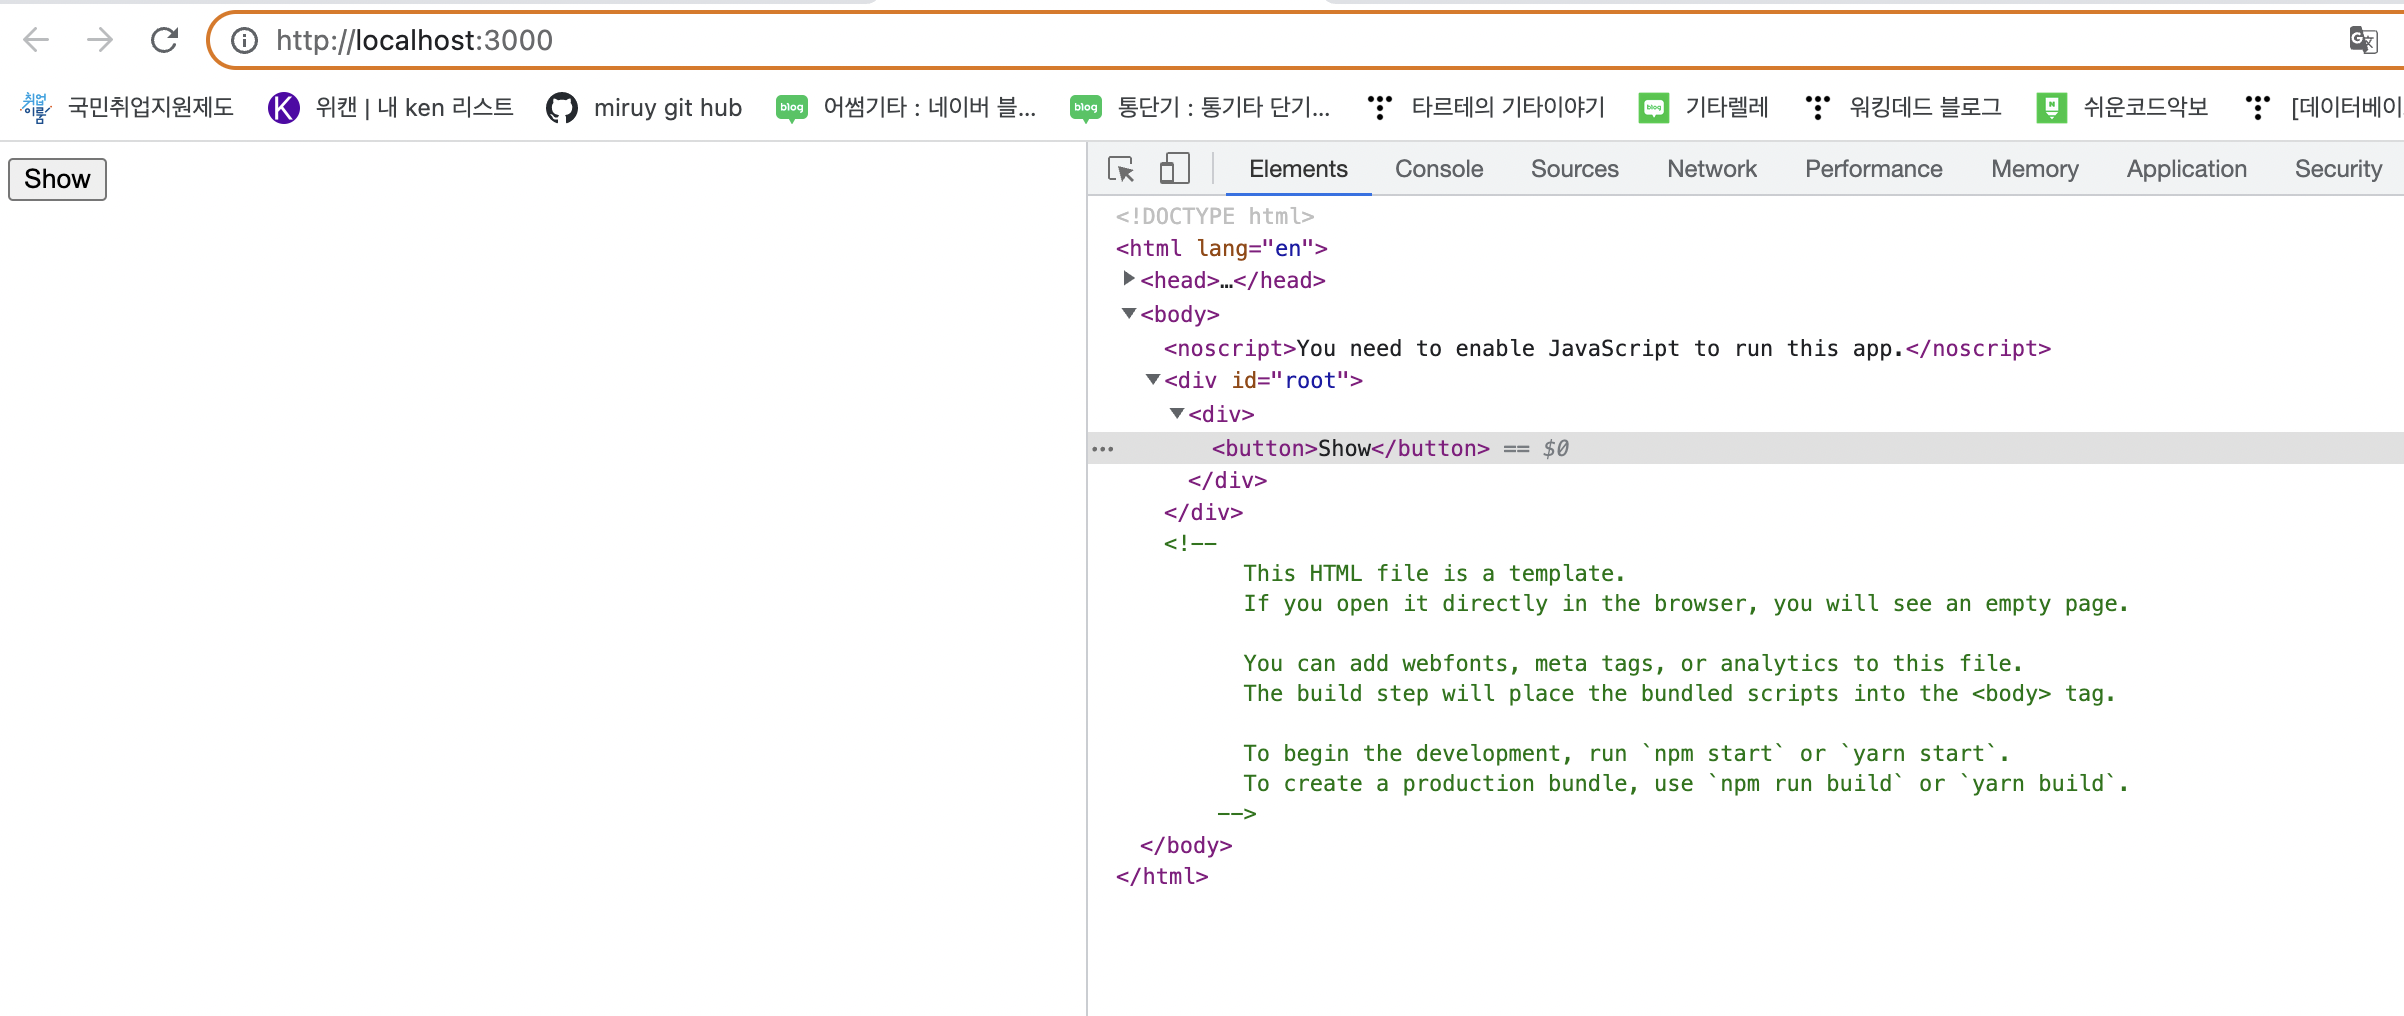 http://localhost:3000
취업이룸 국민취업지원제도 K 위캔 | 내 ken 리스트 miruy git hub blog 어썸기타 : 네이버 블... blog 통단기 : 통기타 단기... 타르테의 기타이야기 blog 기타렐레 워킹데드 블로그 N 쉬운코드악보 [데이터베이
Show
Elements Console Sources Network Performance Memory Application Security
<!DOCTYPE html>
<html lang="en">
<head>…</head>
<body>
<noscript>You need to enable JavaScript to run this app.</noscript>
<div id="root">
<div>
<button>Show</button> == $0
</div>
</div>
<!--
This HTML file is a template.
If you open it directly in the browser, you will see an empty page.
You can add webfonts, meta tags, or analytics to this file.
The build step will place the bundled scripts into the <body> tag.
To begin the development, run `npm start` or `yarn start`.
To create a production bundle, use `npm run build` or `yarn build`.
-->
</body>
</html>